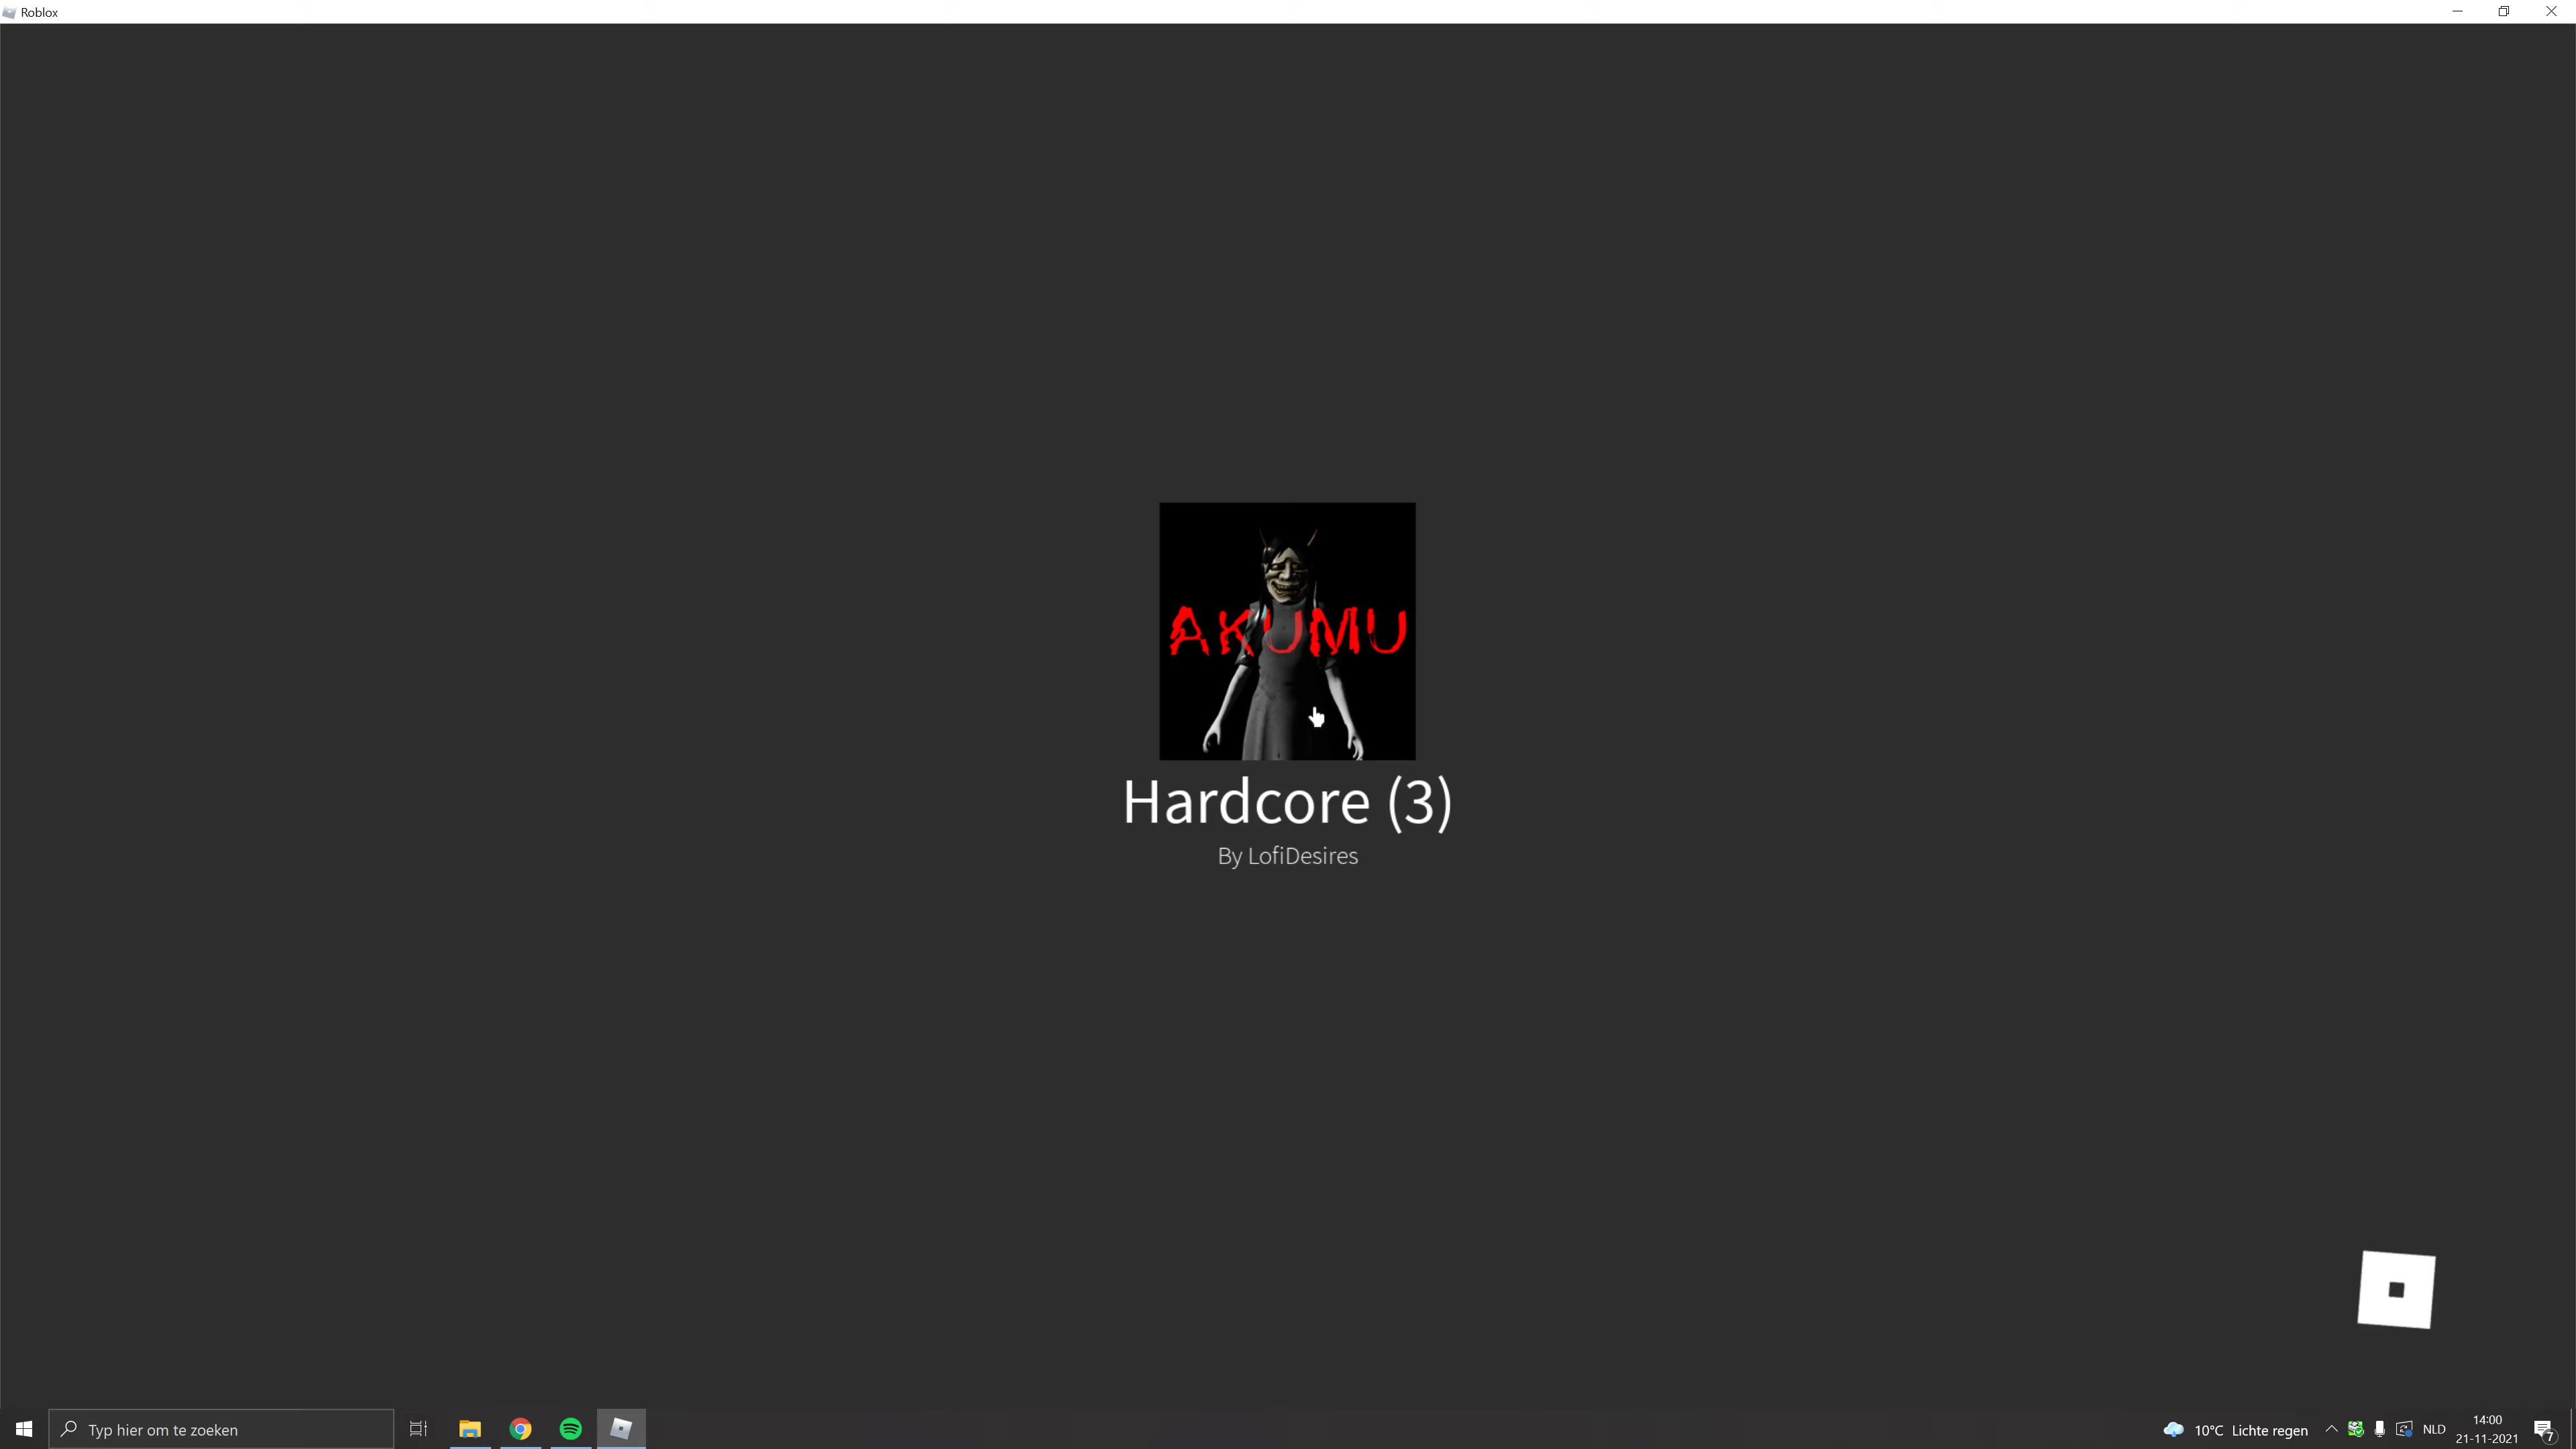 Roblox
AKUMU
Hardcore (3)
By LofiDesires
Typ hier om te zoeken
10°C Lichte regen
NLD
14:00
21-11-2021
7